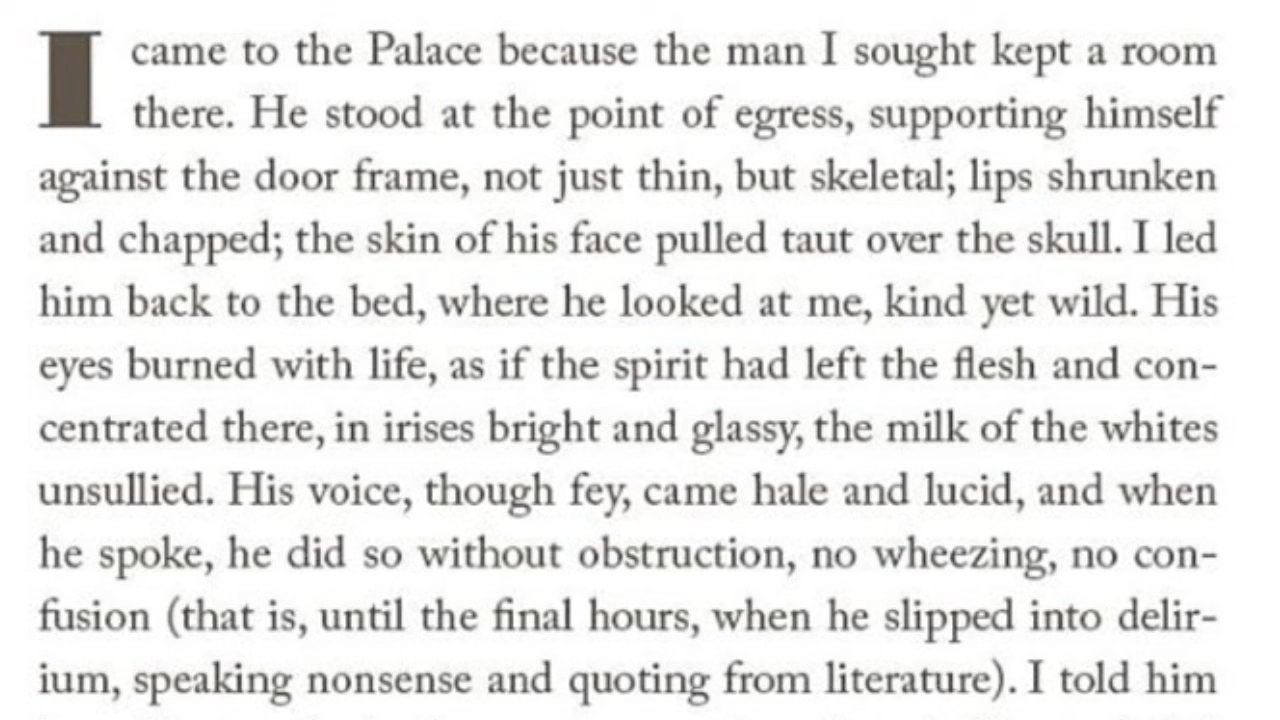 I came to the Palace because the man I sought kept a room
there. He stood at the point of egress, supporting himself
against the door frame, not just thin, but skeletal; lips shrunken
and chapped; the skin of his face pulled taut over the skull. I led
him back to the bed, where he looked at me, kind yet wild. His
eyes burned with life, as if the spirit had left the flesh and con-
centrated there, in irises bright and glassy, the milk of the whites
unsullied. His voice, though fey, came hale and lucid, and when
he spoke, he did so without obstruction, no wheezing, no con-
fusion (that is, until the final hours, when he slipped into delir-
ium, speaking nonsense and quoting from literature). I told him